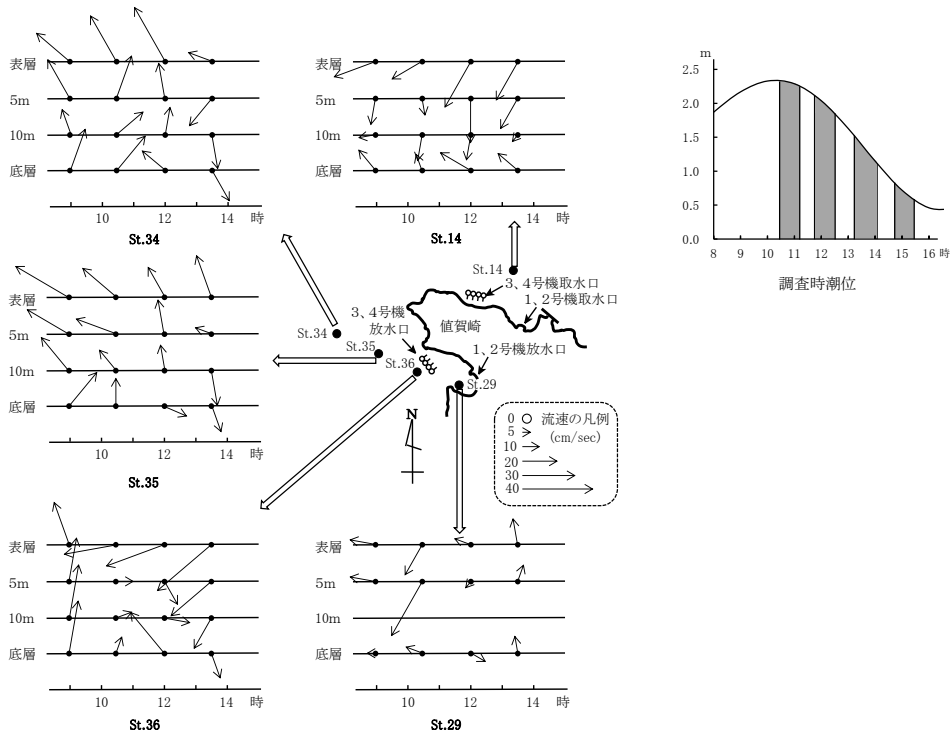 表層
5m
10m
底層
10 12 14 時
St.34
表層
5m
10m
底層
10 12 14 時
St.14
m
2.5
2.0
1.5
1.0
0.5
0.0
8 9 10 11 12 13 14 15 16 時
調査時潮位
St.14
3、4号機取水口
1、2号機取水口
3、4号機
放水口
値賀崎
St.34
St.35
St.36
1、2号機放水口
St.29
N
0 流速の凡例
5 (cm/sec)
10
20
30
40
表層
5m
10m
底層
10 12 14 時
St.35
表層
5m
10m
底層
10 12 14 時
St.36
表層
5m
10m
底層
10 12 14 時
St.29